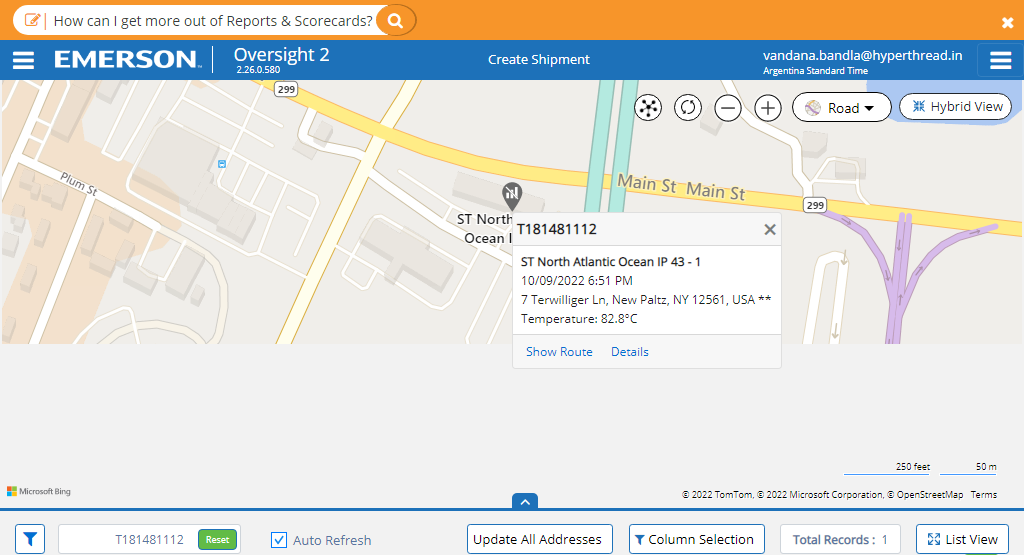 How can I get more out of Reports & Scorecards?
EMERSON.
Oversight 2
2.26.0.580
Create Shipment
vandana.bandla@hyperthread.in
Argentina Standard Time
299
Road
Hybrid View
Plum St
Main St Main St
299
ST North
Ocean I
T181481112
ST North Atlantic Ocean IP 43 - 1
10/09/2022 6:51 PM
7 Terwilliger Ln, New Paltz, NY 12561, USA **
Temperature: 82.8°C
Show Route Details
250 feet 50 m
Microsoft Bing
© 2022 TomTom, © 2022 Microsoft Corporation, © OpenStreetMap Terms
T181481112 Reset
Auto Refresh
Update All Addresses
Column Selection
Total Records : 1
List View